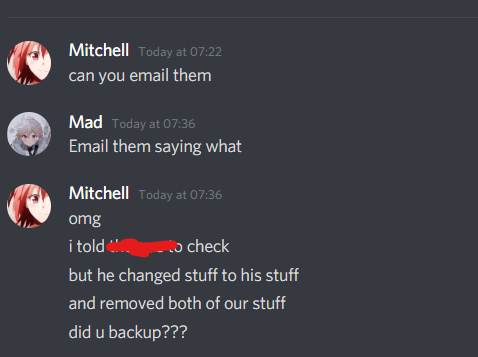 Mitchell Today at 07:22
can you email them
Mad Today at 07:36
Email them saying what
Mitchell Today at 07:36
omg
i told to check
but he changed stuff to his stuff
and removed both of our stuff
did u backup???